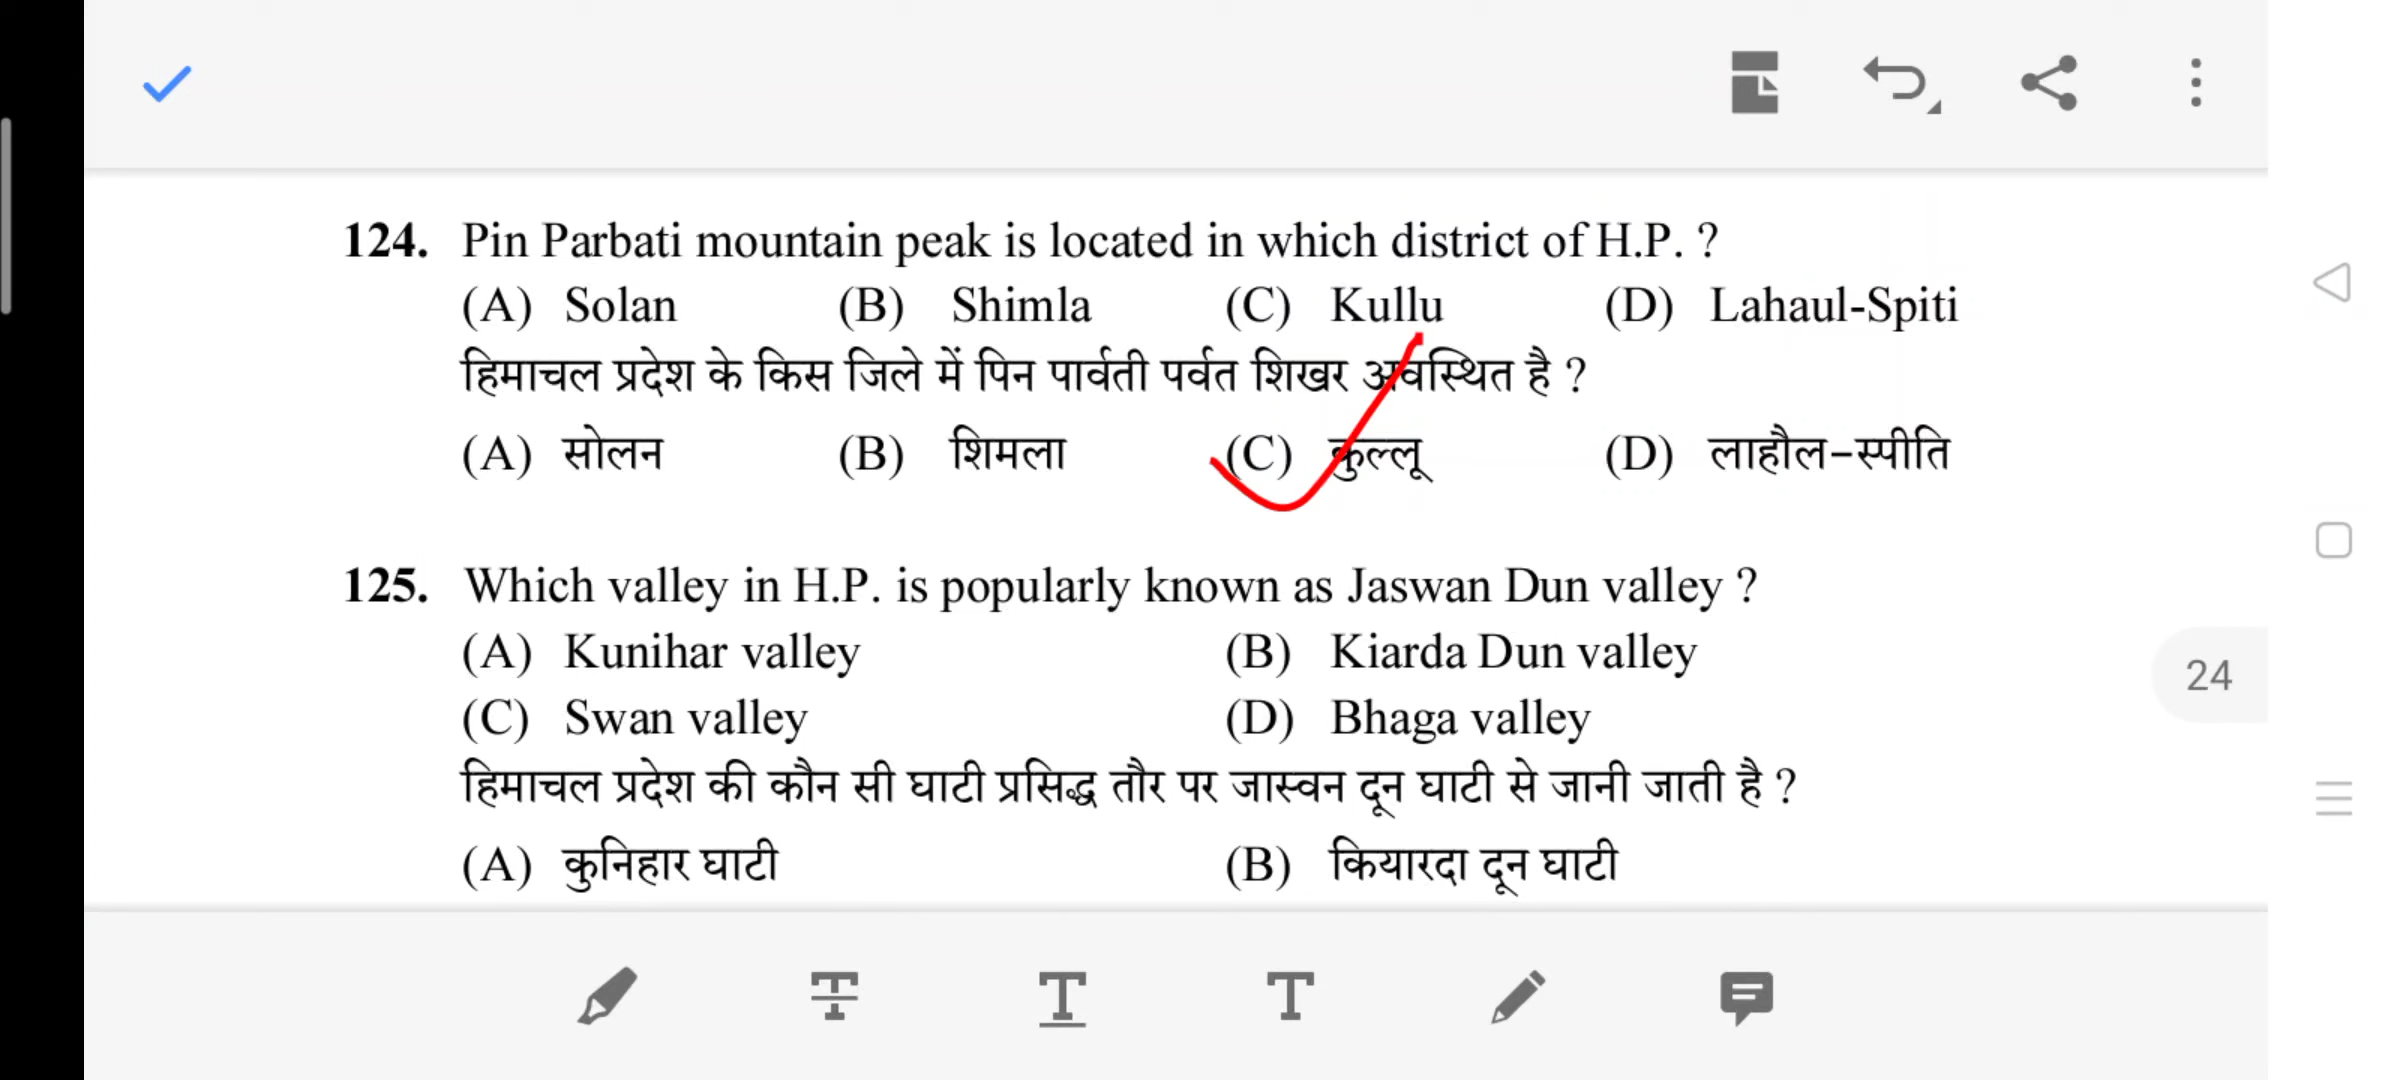 124. Pin Parbati mountain peak is located in which district of H.P. ?
(A) Solan (B) Shimla (C) Kullu (D) Lahaul-Spiti
हिमाचल प्रदेश के किस जिले में पिन पार्वती पर्वत शिखर अवस्थित है ?
(A) सोलन (B) शिमला (C) कुल्लू (D) लाहौल-स्पीति
125. Which valley in H.P. is popularly known as Jaswan Dun valley ?
(A) Kunihar valley (B) Kiarda Dun valley
(C) Swan valley (D) Bhaga valley
24
हिमाचल प्रदेश की कौन सी घाटी प्रसिद्ध तौर पर जास्वन दून घाटी से जानी जाती है ?
(A) कुनिहार घाटी (B) कियारदा दून घाटी